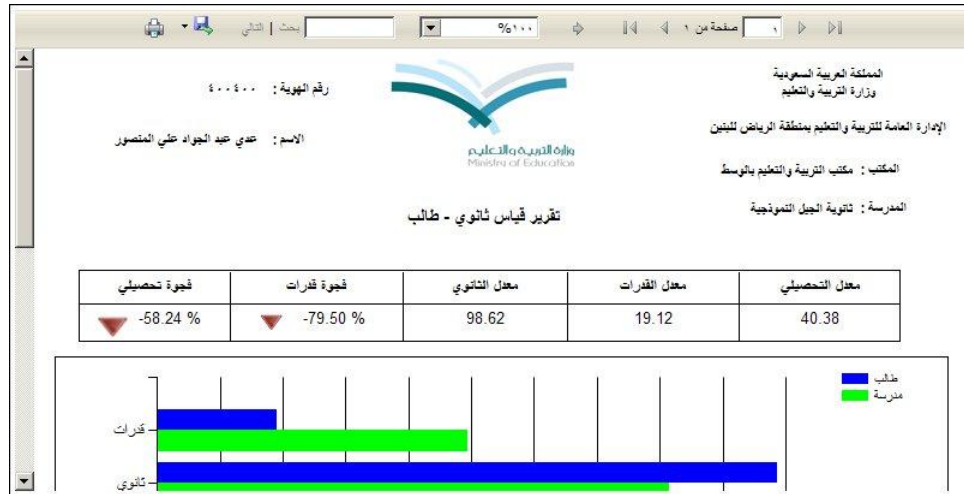 ١ صفحة من ١
%١٠٠
بحث | التالي
المملكة العربية السعودية
وزارة التربية والتعليم
الإدارة العامة للتربية والتعليم بمنطقة الرياض للبنين
المكتب : مكتب التربية والتعليم بالوسط
المدرسة : ثانوية الجيل النموذجية
وزارة التربية والتعليم
Ministry of Education
رقم الهوية : ٤٠٠٤٠٠
الاسم : عدي عبد الجواد علي المنصور
تقرير قياس ثانوي - طالب
معدل التحصيلي معدل القدرات معدل الثانوي فجوة قدرات فجوة تحصيلي
40.38 19.12 98.62 -79.50 % -58.24 %
طالب
مدرسة
قدرات
ثانوي